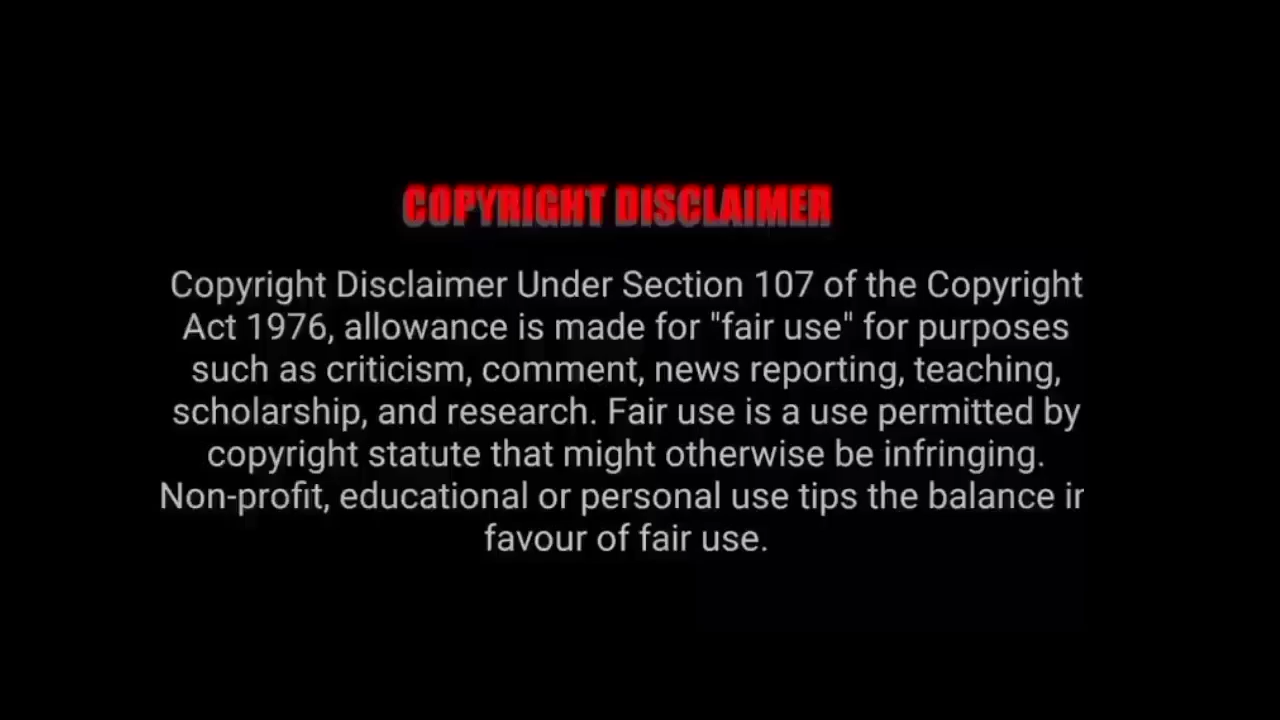 COPYRIGHT DISCLAIMER
Copyright Disclaimer Under Section 107 of the Copyright
Act 1976, allowance is made for "fair use" for purposes
such as criticism, comment, news reporting, teaching,
scholarship, and research. Fair use is a use permitted by
copyright statute that might otherwise be infringing.
Non-profit, educational or personal use tips the balance
favour of fair use.